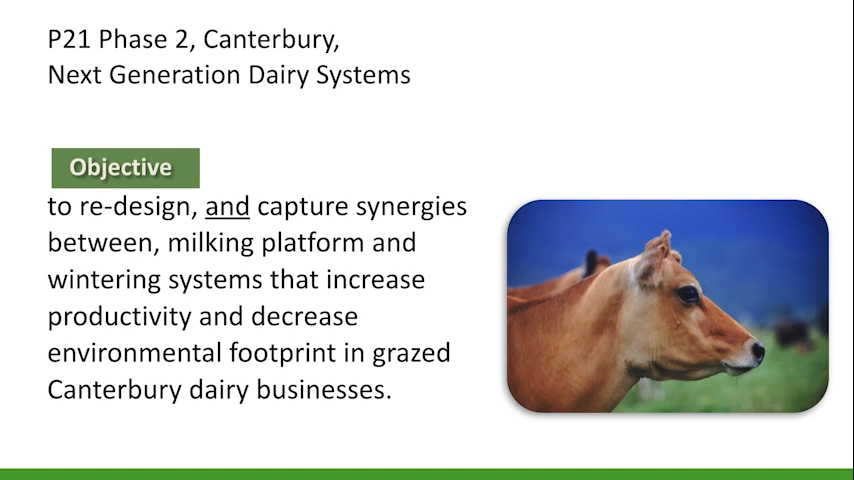 P21 Phase 2, Canterbury,
Next Generation Dairy Systems
Objective
to re-design, and capture synergies
between, milking platform and
wintering systems that increase
productivity and decrease
environmental footprint in grazed
Canterbury dairy businesses.